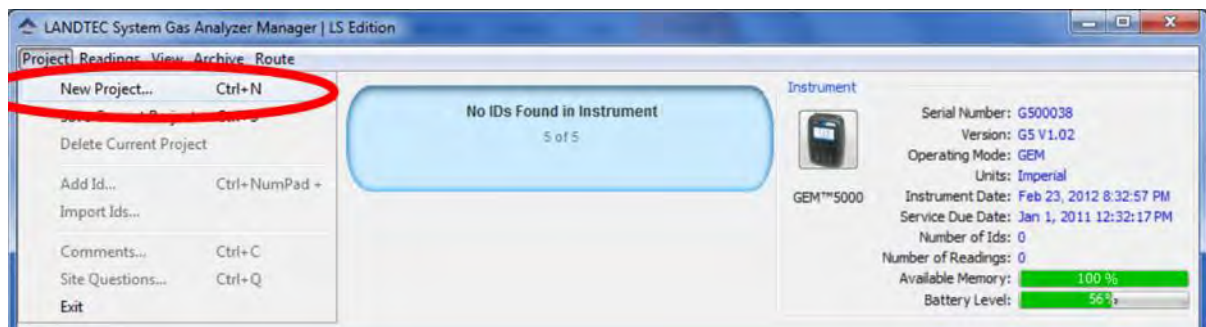 LANDTEC System Gas Analyzer Manager | LS Edition
Project Readings View Archive Route
New Project... Ctrl+N
Delete Current Project
Add Id... Ctrl+NumPad +
Import Ids...
Comments... Ctrl+C
Site Questions... Ctrl+Q
Exit
No IDs Found in Instrument
5 of 5
Instrument
GEM™5000
Serial Number: G500038
Version: G5 V1.02
Operating Mode: GEM
Units: Imperial
Instrument Date: Feb 23, 2012 8:32:57 PM
Service Due Date: Jan 1, 2011 12:32:17 PM
Number of Ids: 0
Number of Readings: 0
Available Memory: 100 %
Battery Level: 56%